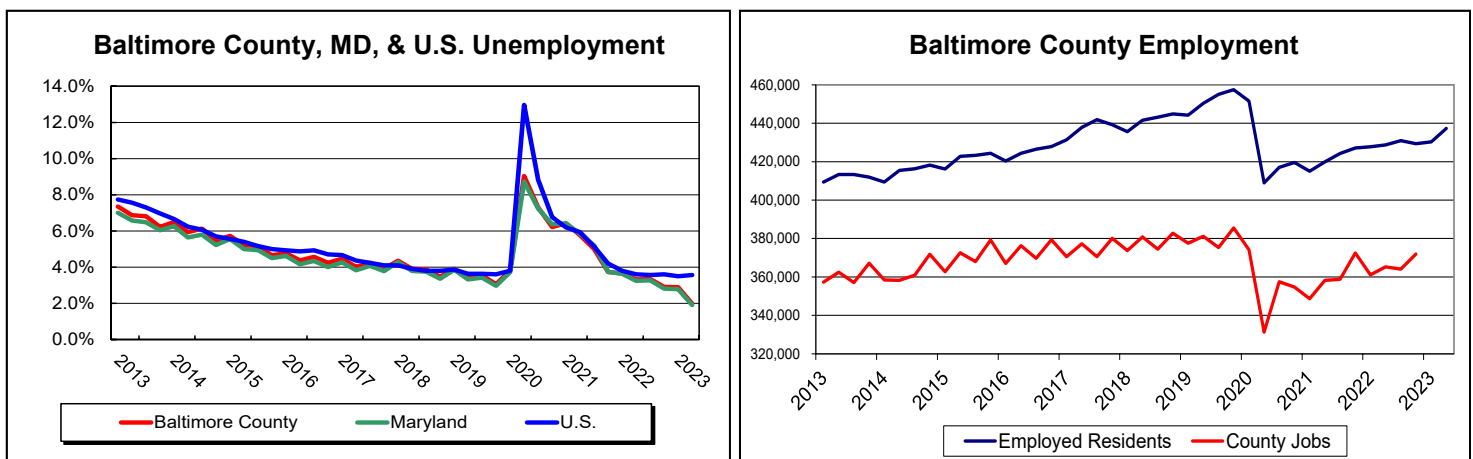 Baltimore County, MD, & U.S. Unemployment
14.0%
12.0%
10.0%
8.0%
6.0%
4.0%
2.0%
0.0%
2013 2014 2015 2016 2017 2018 2019 2020 2021 2022 2023
Baltimore County Maryland U.S.
Baltimore County Employment
460,000
440,000
420,000
400,000
380,000
360,000
340,000
320,000
2013 2014 2015 2016 2017 2018 2019 2020 2021 2022 2023
Employed Residents County Jobs